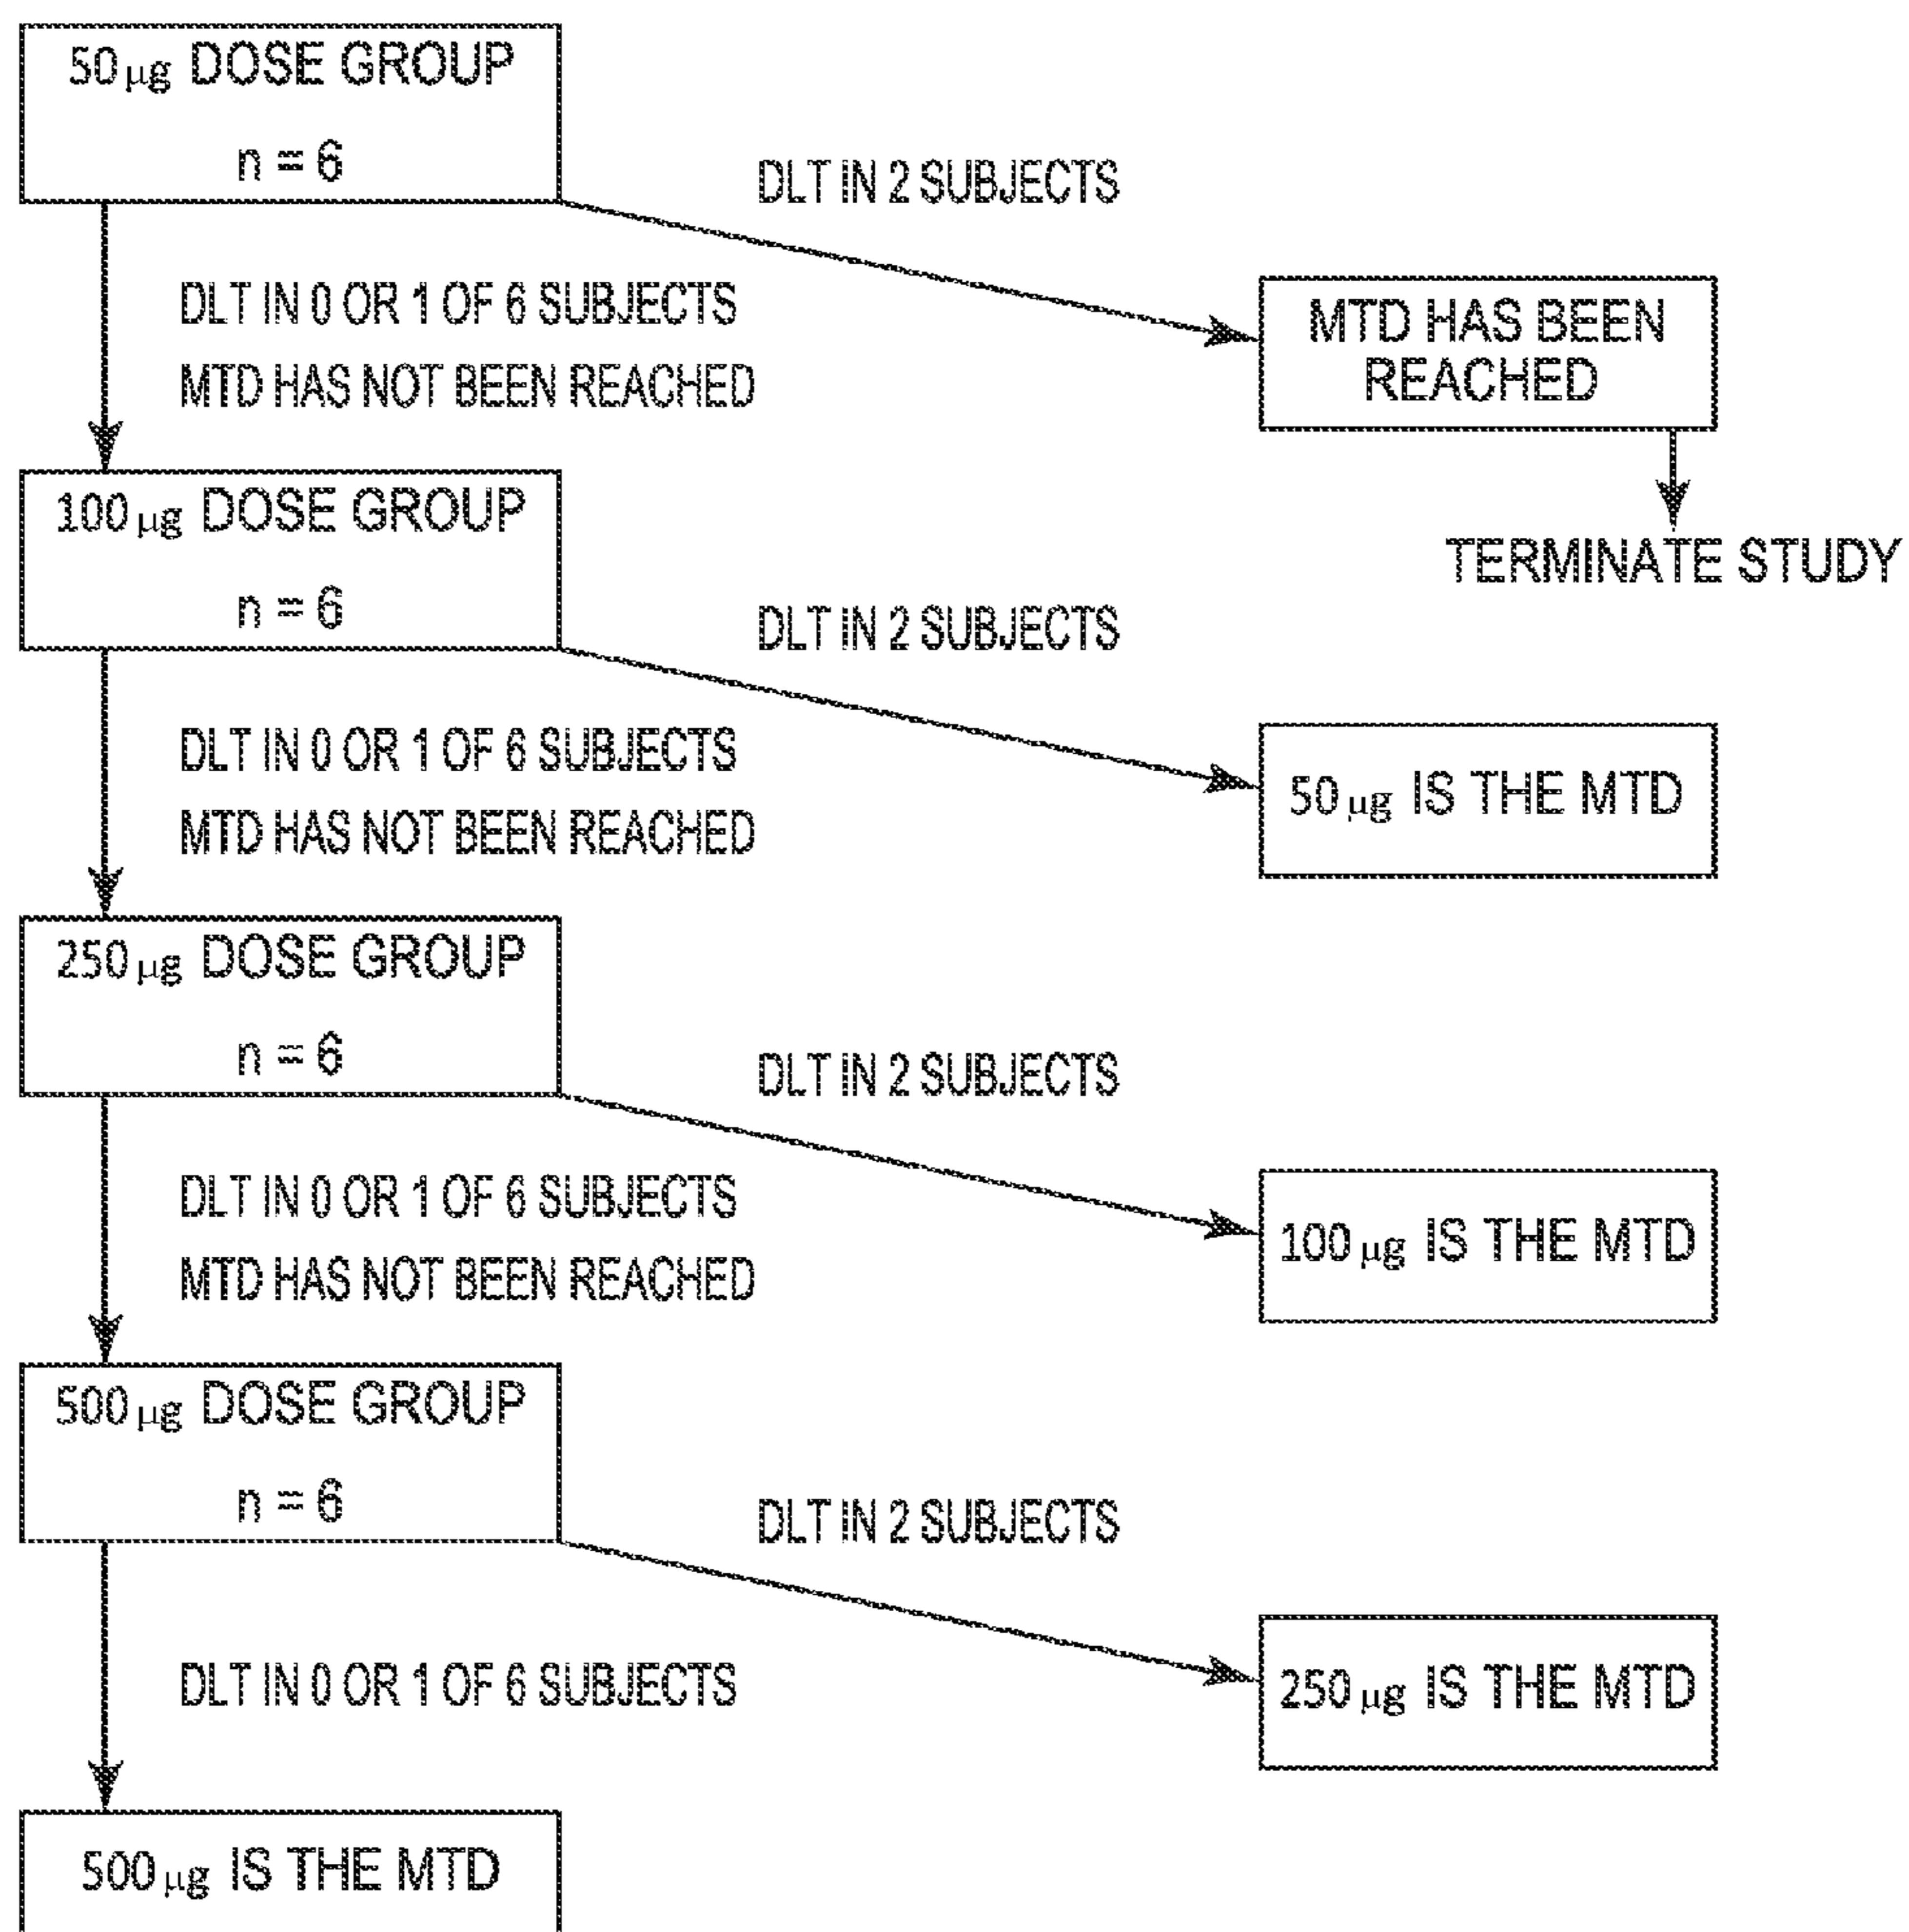 50 µg DOSE GROUP
n = 6
DLT IN 2 SUBJECTS
DLT IN 0 OR 1 OF 6 SUBJECTS
MTD HAS NOT BEEN REACHED
MTD HAS BEEN
REACHED
TERMINATE STUDY
100 µg DOSE GROUP
n = 6
DLT IN 2 SUBJECTS
DLT IN 0 OR 1 OF 6 SUBJECTS
MTD HAS NOT BEEN REACHED
50 µg IS THE MTD
250 µg DOSE GROUP
n = 6
DLT IN 2 SUBJECTS
DLT IN 0 OR 1 OF 6 SUBJECTS
MTD HAS NOT BEEN REACHED
100 µg IS THE MTD
500 µg DOSE GROUP
n = 6
DLT IN 2 SUBJECTS
DLT IN 0 OR 1 OF 6 SUBJECTS
250 µg IS THE MTD
500 µg IS THE MTD